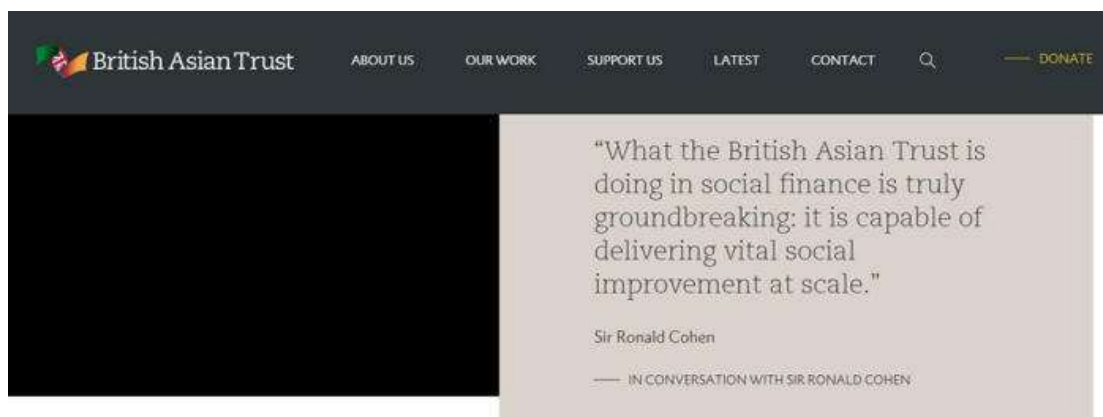 British Asian Trust
ABOUT US
OUR WORK
SUPPORT US
LATEST
CONTACT
DONATE
“What the British Asian Trust is
doing in social finance is truly
groundbreaking: it is capable of
delivering vital social
improvement at scale.”
Sir Ronald Cohen
IN CONVERSATION WITH SIR RONALD COHEN